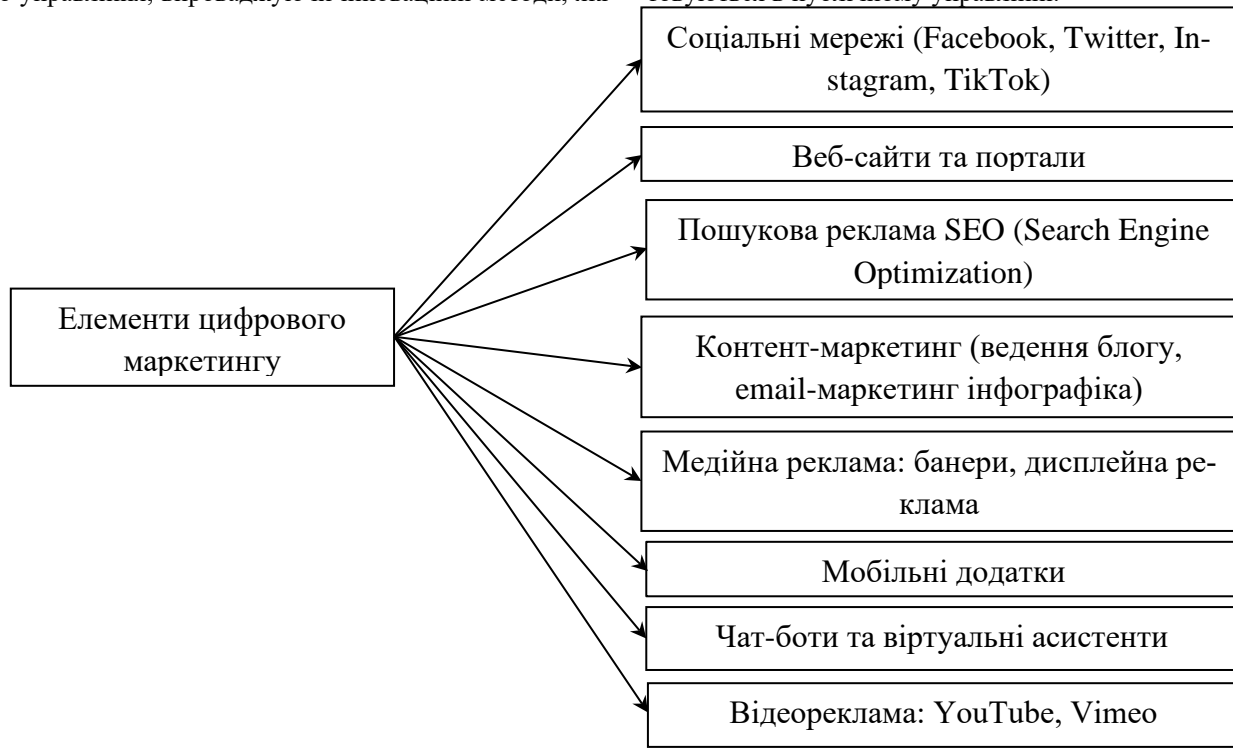 Соціальні мережі (Facebook, Twitter, In-
stagram, TikTok)
Веб-сайти та портали
Пошукова реклама SEO (Search Engine
Optimization)
Елементи цифрового
маркетингу
Контент-маркетинг (ведення блогу,
email-маркетинг інфографіка)
Медійна реклама: банери, дисплейна ре-
клама
Мобільні додатки
Чат-боти та віртуальні асистенти
Відеореклама: YouTube, Vimeo